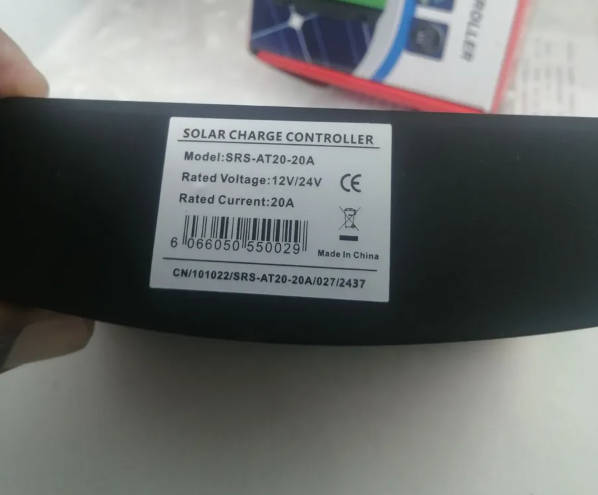 ROLLER
SOLAR CHARGE CONTROLLER
Model:SRS-AT20-20A
Rated Voltage:12V/24V
CE
Rated Current:20A
6 066050 550029
Made In China
CN/101022/SRS-AT20-20A/027/2437